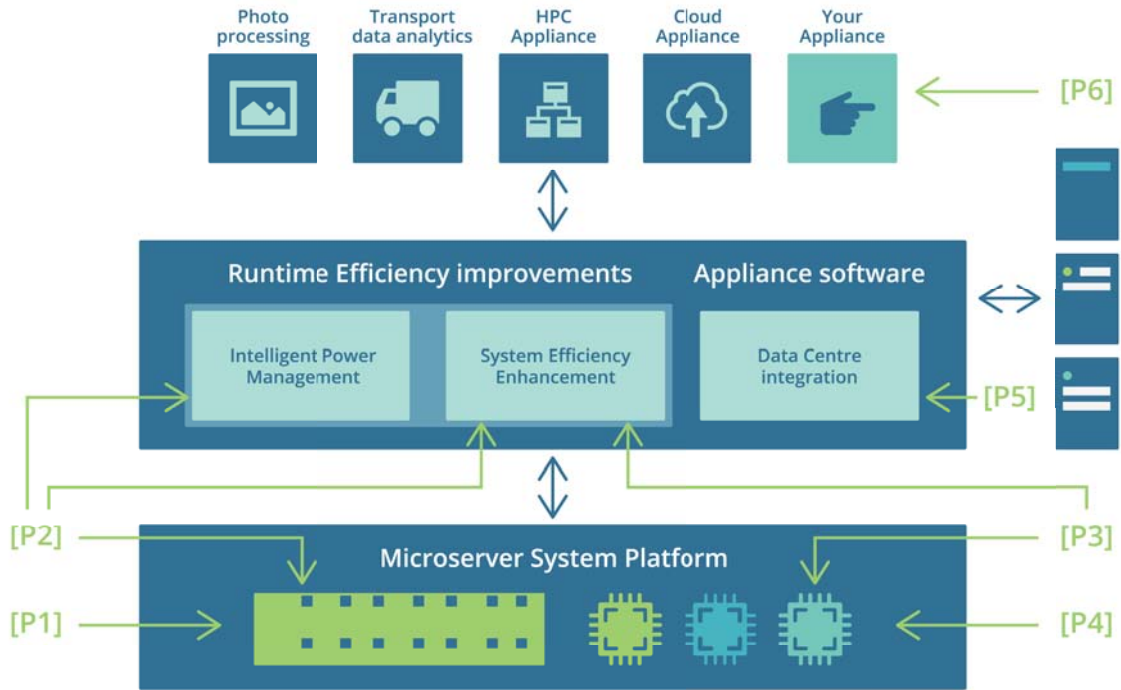 Photo
processing
Transport
data analytics
HPC
Appliance
Cloud
Appliance
Your
Appliance
[P6]
Runtime Efficiency improvements
Appliance software
Intelligent Power
Management
System Efficiency
Enhancement
Data Centre
integration
[P5]
[P2]
[P3]
Microserver System Platform
[P1]
[P4]